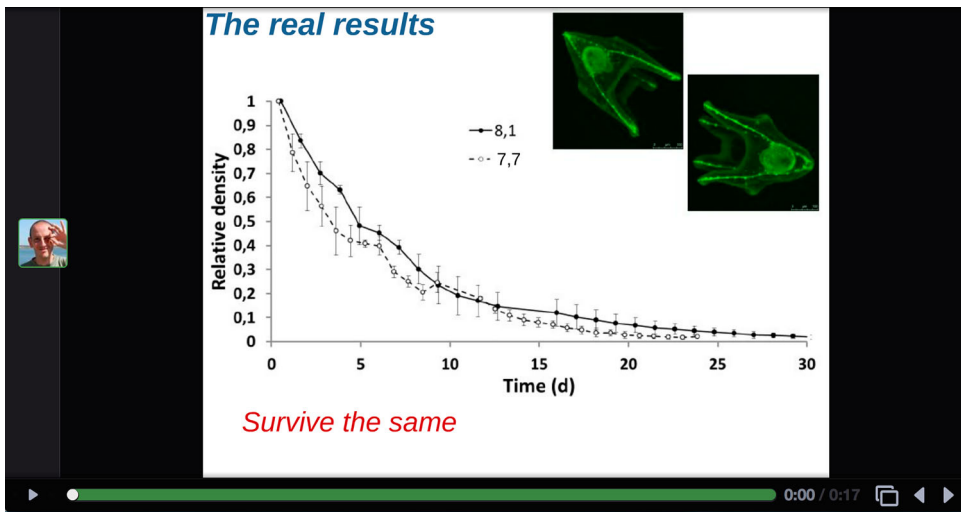 The real results
1
0,9
0,8
0,7
0,6
0,5
0,4
0,3
0,2
0,1
0
Relative density
8,1
7,7
0 5 10 15 20 25 30
Time (d)
Survive the same
0:00 / 0:17